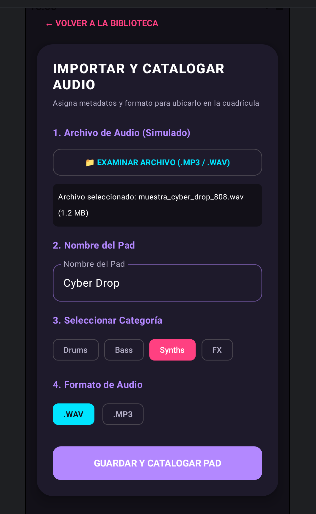 ← VOLVER A LA BIBLIOTECA
IMPORTAR Y CATALOGAR
AUDIO
Asigna metadatos y formato para ubicarlo en la cuadrícula
1. Archivo de Audio (Simulado)
📁 EXAMINAR ARCHIVO (.MP3 / .WAV)
Archivo seleccionado: muestra_cyber_drop_808.wav
(1.2 MB)
2. Nombre del Pad
Nombre del Pad
Cyber Drop
3. Seleccionar Categoría
Drums Bass Synths FX
4. Formato de Audio
.WAV .MP3
GUARDAR Y CATALOGAR PAD